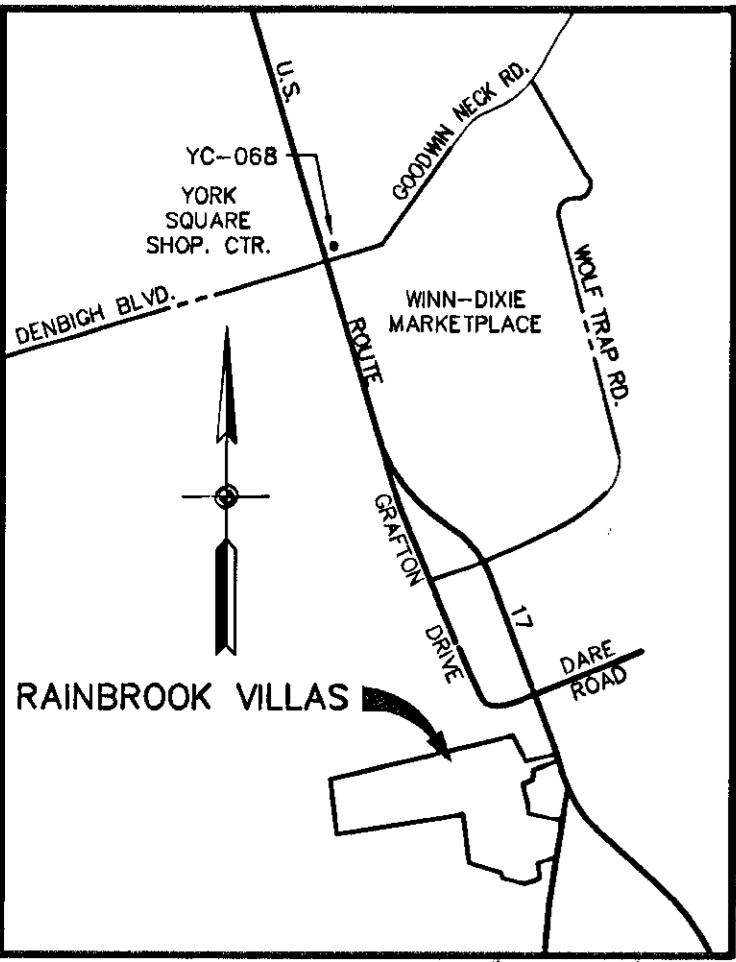 U.S.
GOODWIN NECK RD.
YC-068
YORK
SQUARE
SHOP. CTR.
DENBIGH BLVD.
WINN-DIXIE
MARKETPLACE
WOLF TRAP RD.
ROUTE
GRAFTON
DRIVE
17
DARE
ROAD
RAINBROOK VILLAS